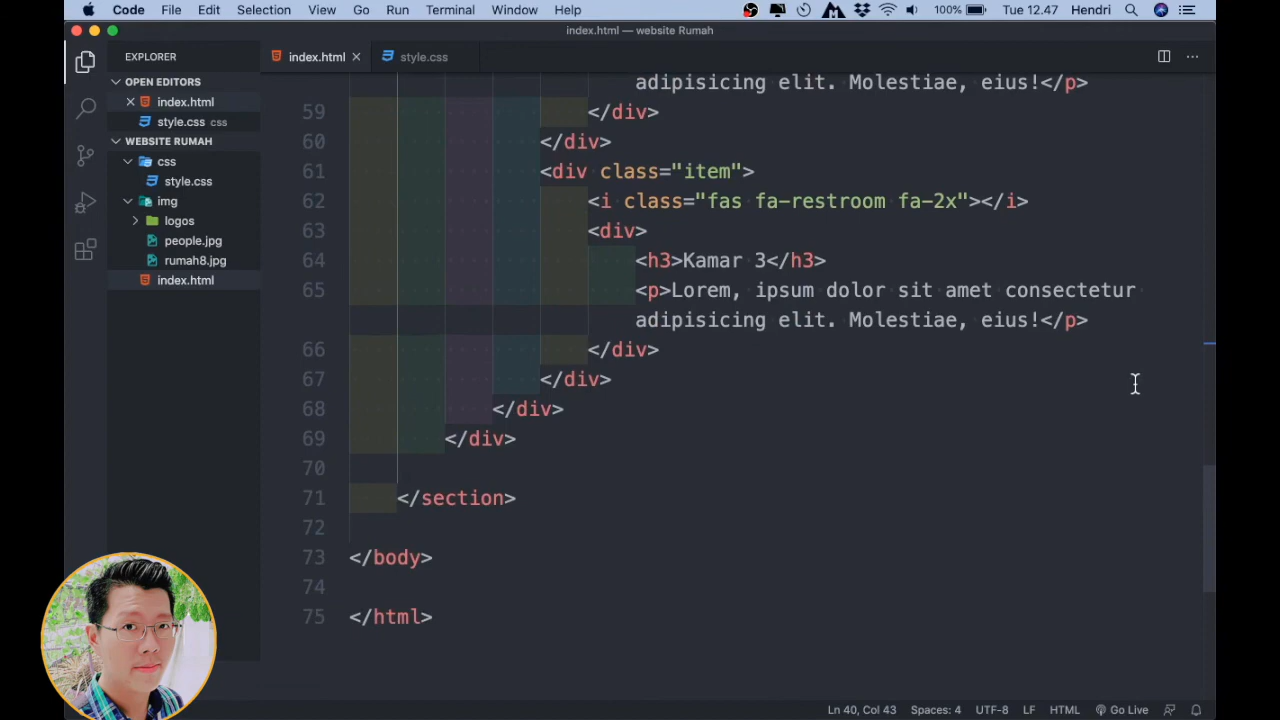 Code File Edit Selection View Go Run Terminal Window Help 100% Tue 12.47 Hendri
index.html — website Rumah
EXPLORER
OPEN EDITORS
index.html
style.css css
WEBSITE RUMAH
css
style.css
img
logos
people.jpg
rumah8.jpg
index.html
index.html
style.css
adipisicing elit. Molestiae, eius!</p>
59 </div>
60 </div>
61 <div class="item">
62 <i class="fas fa-restroom fa-2x"></i>
63 <div>
64 <h3>Kamar 3</h3>
65 <p>Lorem, ipsum dolor sit amet consectetur
adipisicing elit. Molestiae, eius!</p>
66 </div>
67 </div>
68 </div>
69 </div>
70
71 </section>
72
73 </body>
74
75 </html>
Ln 40, Col 43 Spaces: 4 UTF-8 LF HTML Go Live